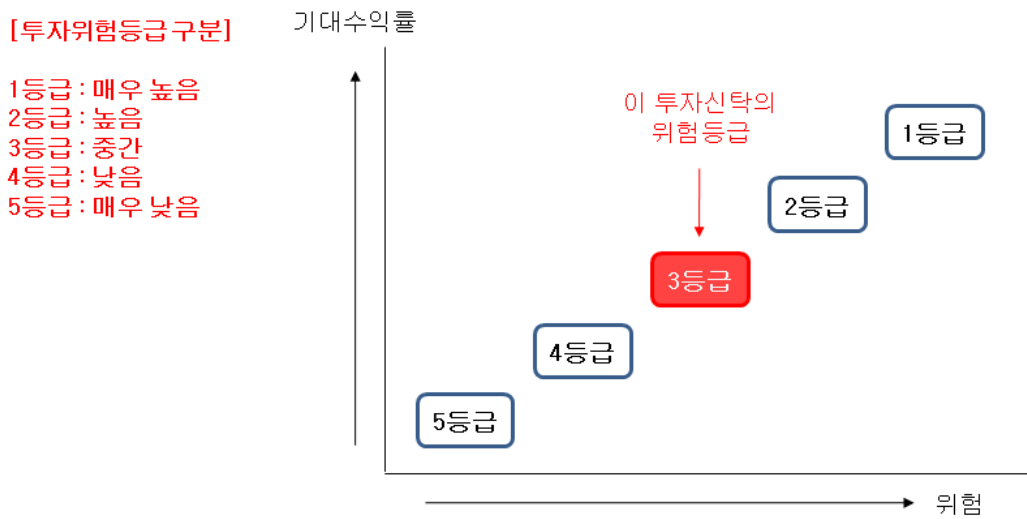 [투자위험등급 구분]
1등급 : 매우 높음
2등급 : 높음
3등급 : 중간
4등급 : 낮음
5등급 : 매우 낮음
기대수익률
이 투자신탁의
위험등급
1등급
2등급
3등급
4등급
5등급
위험